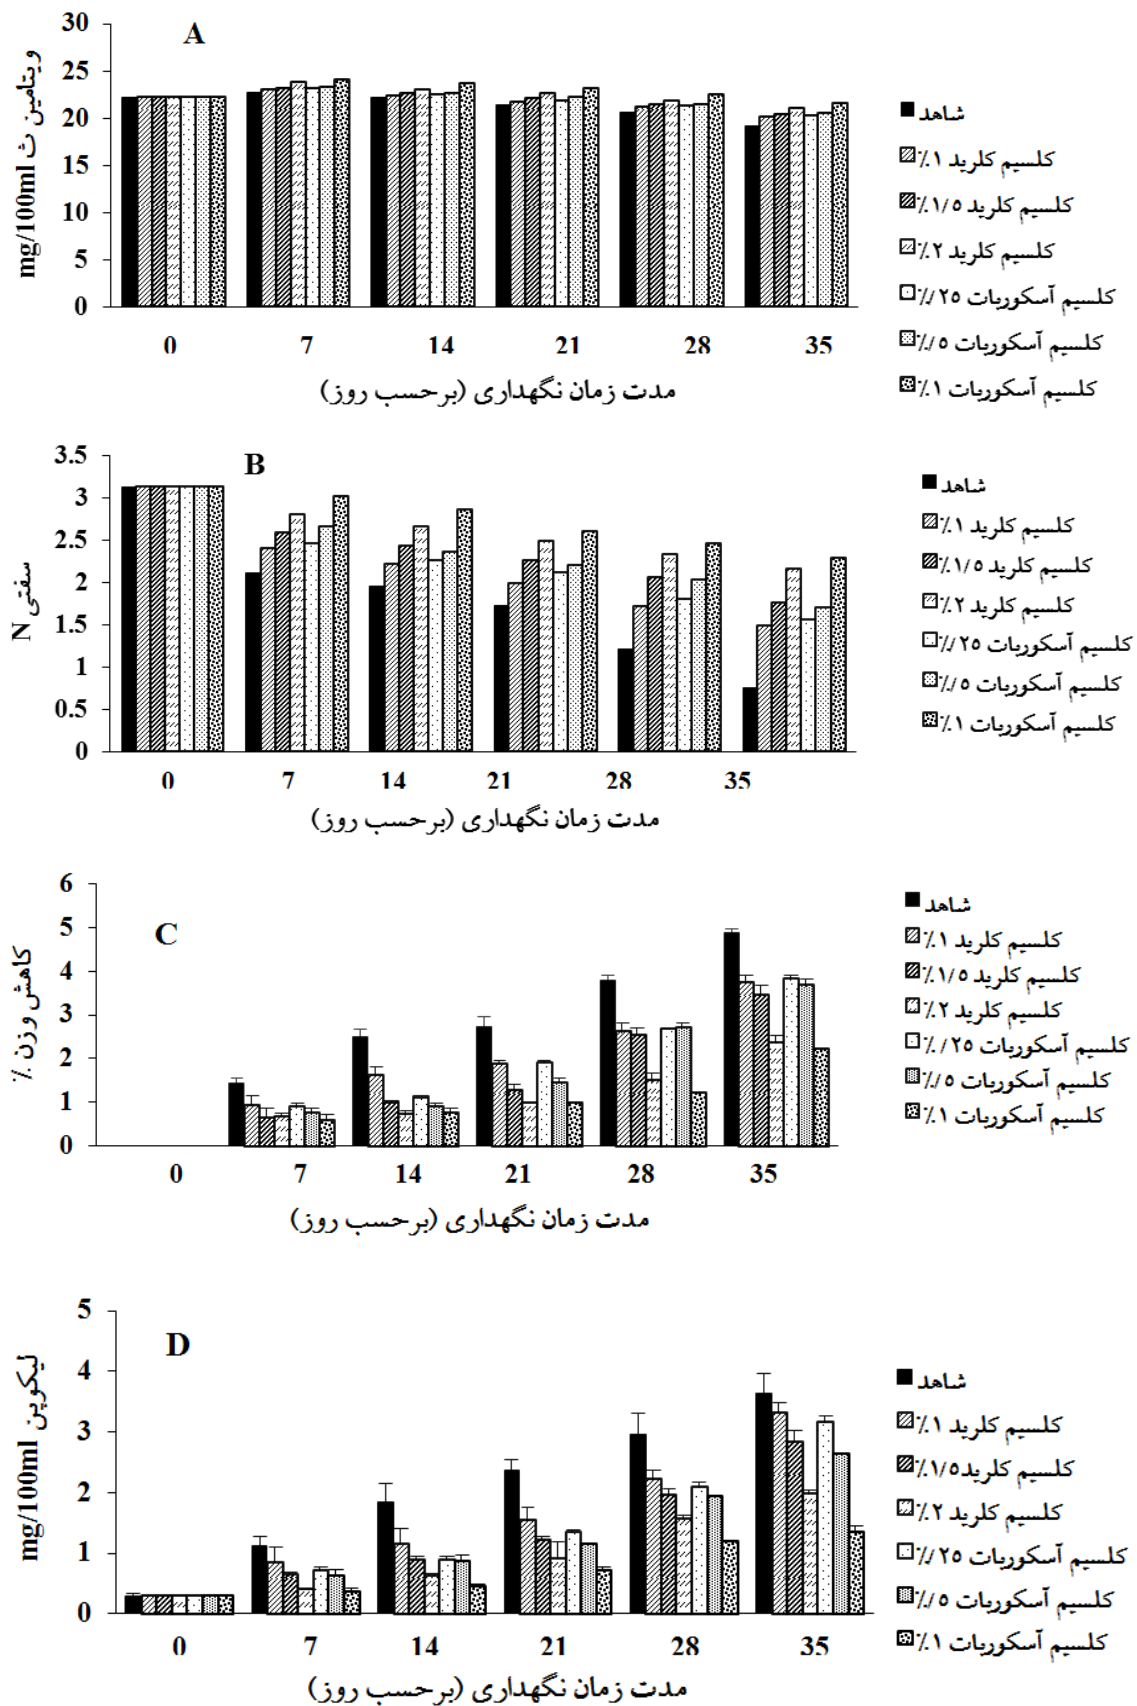 A
ویتامین ث mg/100ml
30
25
20
15
10
5
0
0 7 14 21 28 35
مدت زمان نگهداری (برحسب روز)
شاهد
کلسیم کلرید ۱٪
کلسیم کلرید ۱/۵٪
کلسیم کلرید ۲٪
کلسیم آسکوربات ۲۵/٪
کلسیم آسکوربات ۵/٪
کلسیم آسکوربات ۱٪
B
سفتی N
3.5
3
2.5
2
1.5
1
0.5
0
0 7 14 21 28 35
مدت زمان نگهداری (برحسب روز)
شاهد
کلسیم کلرید ۱٪
کلسیم کلرید ۱/۵٪
کلسیم کلرید ۲٪
کلسیم آسکوربات ۲۵/٪
کلسیم آسکوربات ۵/٪
کلسیم آسکوربات ۱٪
C
کاهش وزن %
6
5
4
3
2
1
0
0 7 14 21 28 35
مدت زمان نگهداری (برحسب روز)
شاهد
کلسیم کلرید ۱٪
کلسیم کلرید ۱/۵٪
کلسیم کلرید ۲٪
کلسیم آسکوربات ۲۵/٪
کلسیم آسکوربات ۵/٪
کلسیم آسکوربات ۱٪
D
لیکوپن mg/100ml
5
4
3
2
1
0
0 7 14 21 28 35
مدت زمان نگهداری (برحسب روز)
شاهد
کلسیم کلرید ۱٪
کلسیم کلرید۱/۵٪
کلسیم کلرید ۲٪
کلسیم آسکوربات ۲۵/٪
کلسیم آسکوربات ۵/٪
کلسیم آسکوربات ۱٪